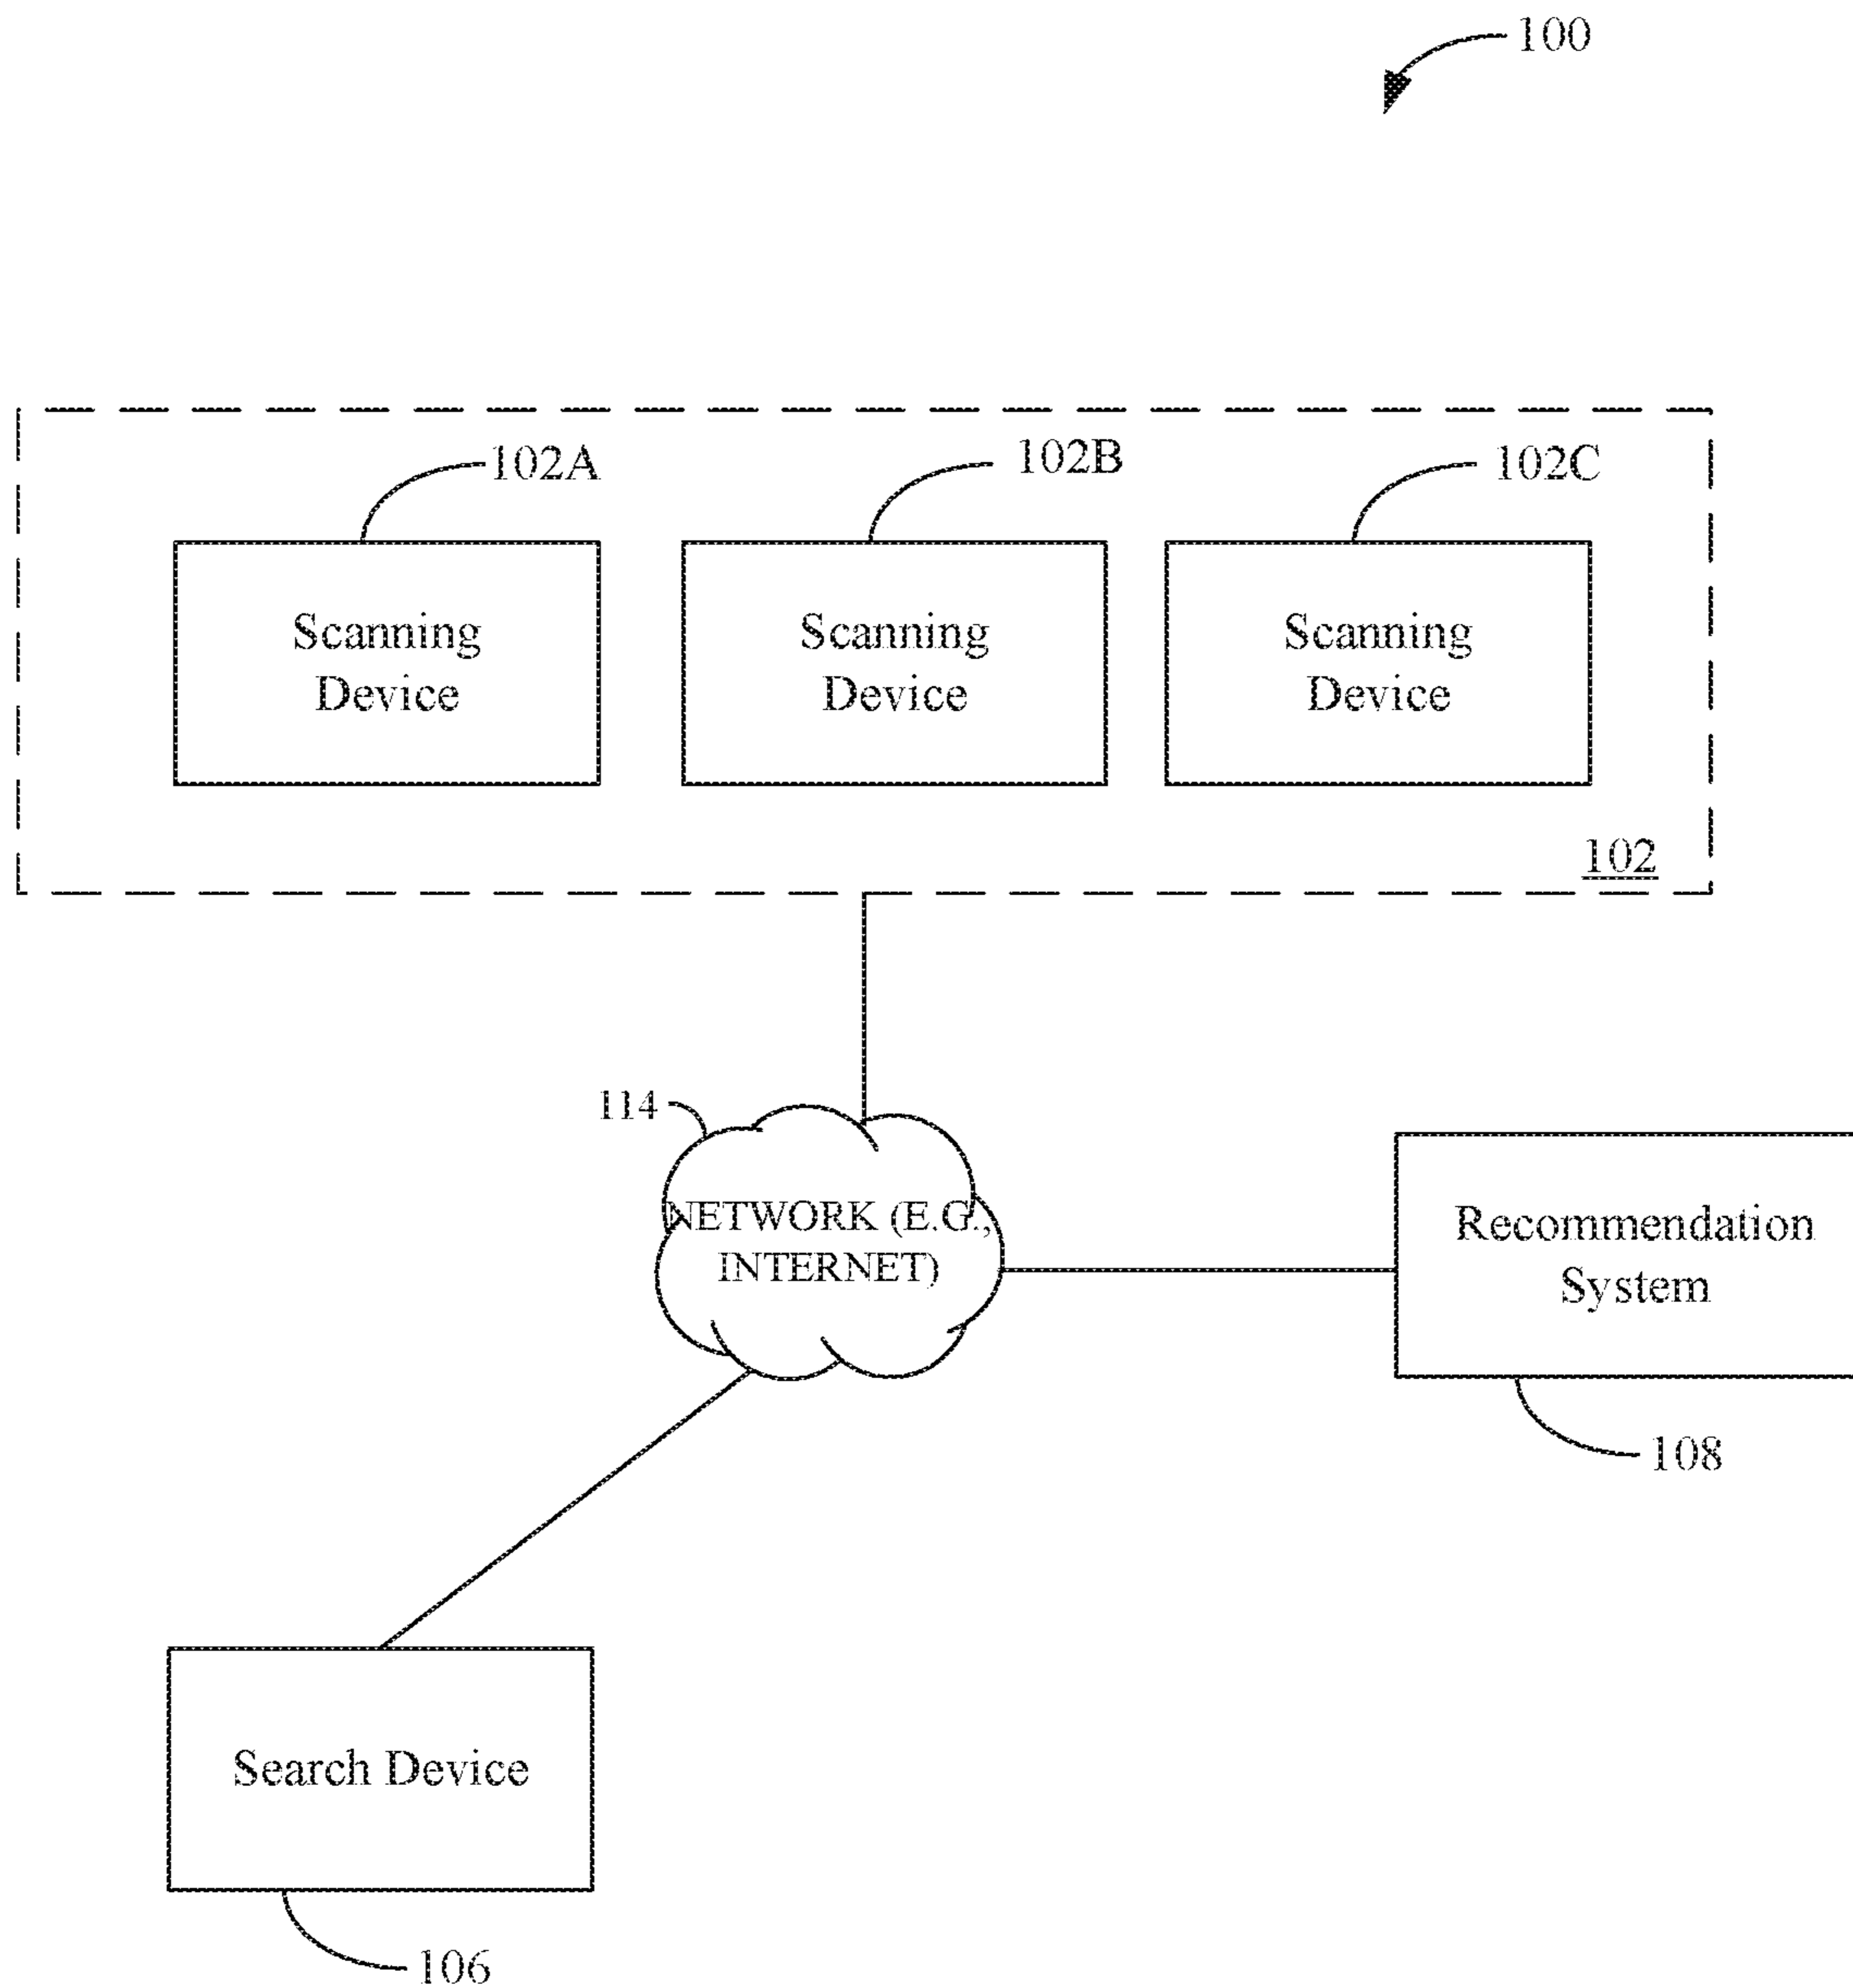 100
102A
102B
102C
Scanning
Device
Scanning
Device
Scanning
Device
102
114
NETWORK (E.G.,
INTERNET)
Recommendation
System
108
Search Device
106